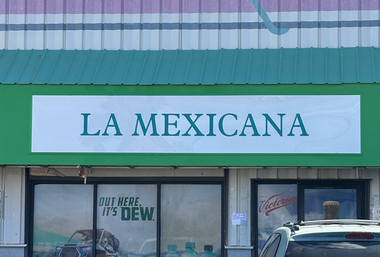 LA MEXICANA
OUT HERE,
IT'S DEW.
Victoria